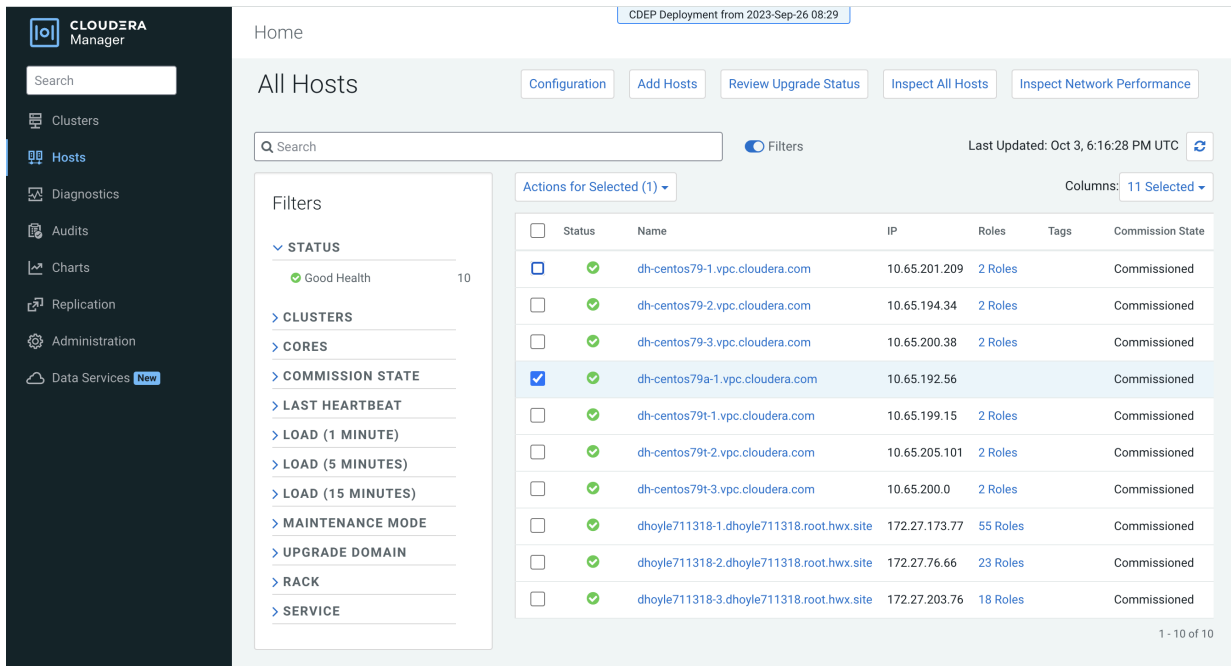 CLOUDERA
Manager
CDEP Deployment from 2023-Sep-26 08:29
Home
Search
Clusters
Hosts
Diagnostics
Audits
Charts
Replication
Administration
Data Services New
All Hosts
Configuration Add Hosts Review Upgrade Status Inspect All Hosts Inspect Network Performance
Search Filters Last Updated: Oct 3, 6:16:28 PM UTC
Filters
STATUS
Good Health 10
CLUSTERS
CORES
COMMISSION STATE
LAST HEARTBEAT
LOAD (1 MINUTE)
LOAD (5 MINUTES)
LOAD (15 MINUTES)
MAINTENANCE MODE
UPGRADE DOMAIN
RACK
SERVICE
Actions for Selected (1) Columns: 11 Selected
Status Name IP Roles Tags Commission State
dh-centos79-1.vpc.cloudera.com 10.65.201.209 2 Roles Commissioned
dh-centos79-2.vpc.cloudera.com 10.65.194.34 2 Roles Commissioned
dh-centos79-3.vpc.cloudera.com 10.65.200.38 2 Roles Commissioned
dh-centos79a-1.vpc.cloudera.com 10.65.192.56 Commissioned
dh-centos79t-1.vpc.cloudera.com 10.65.199.15 2 Roles Commissioned
dh-centos79t-2.vpc.cloudera.com 10.65.205.101 2 Roles Commissioned
dh-centos79t-3.vpc.cloudera.com 10.65.200.0 2 Roles Commissioned
dhoyle711318-1.dhoyle711318.root.hwx.site 172.27.173.77 55 Roles Commissioned
dhoyle711318-2.dhoyle711318.root.hwx.site 172.27.76.66 23 Roles Commissioned
dhoyle711318-3.dhoyle711318.root.hwx.site 172.27.203.76 18 Roles Commissioned
1 - 10 of 10